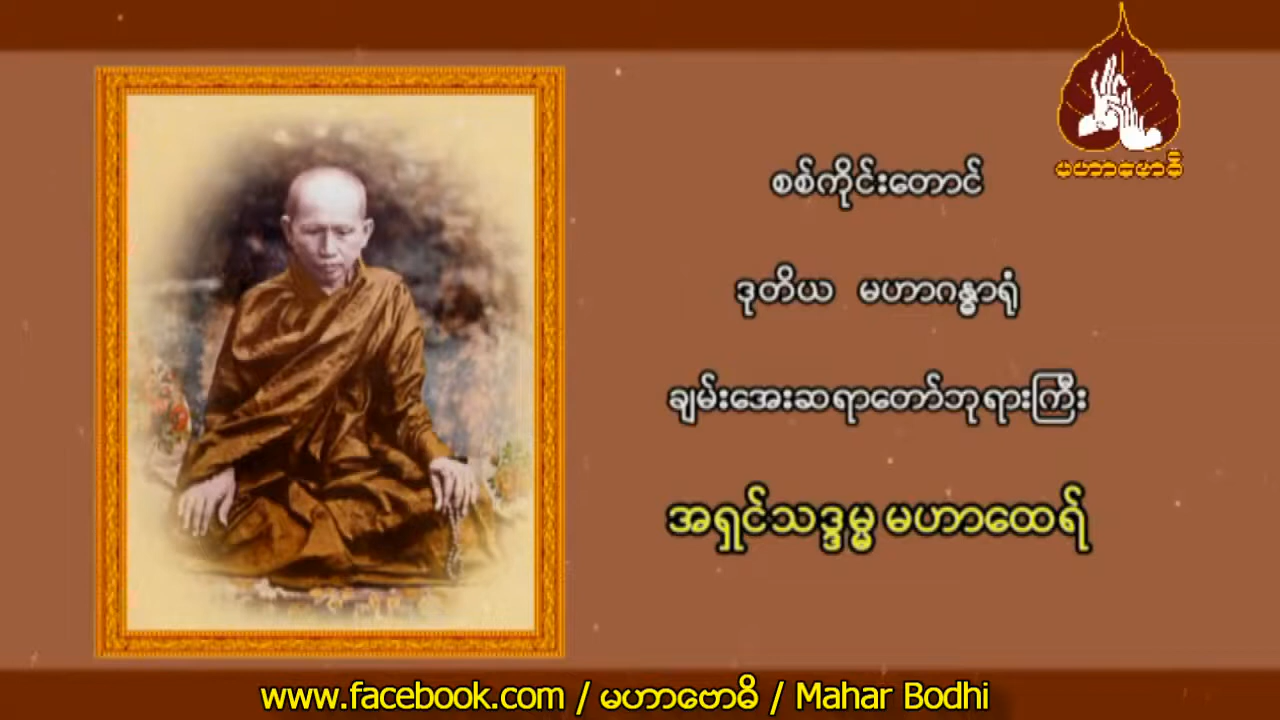 မဟာဗောဓိ
စစ်ကိုင်းတောင်
ဒုတိယ မဟာဂန္ဓာရုံ
ချမ်းအေးဆရာတော်ဘုရားကြီး
အရှင်သဒ္ဒမ္မ မဟာထေရ်
www.facebook.com / မဟာဗောဓိ / Mahar Bodhi